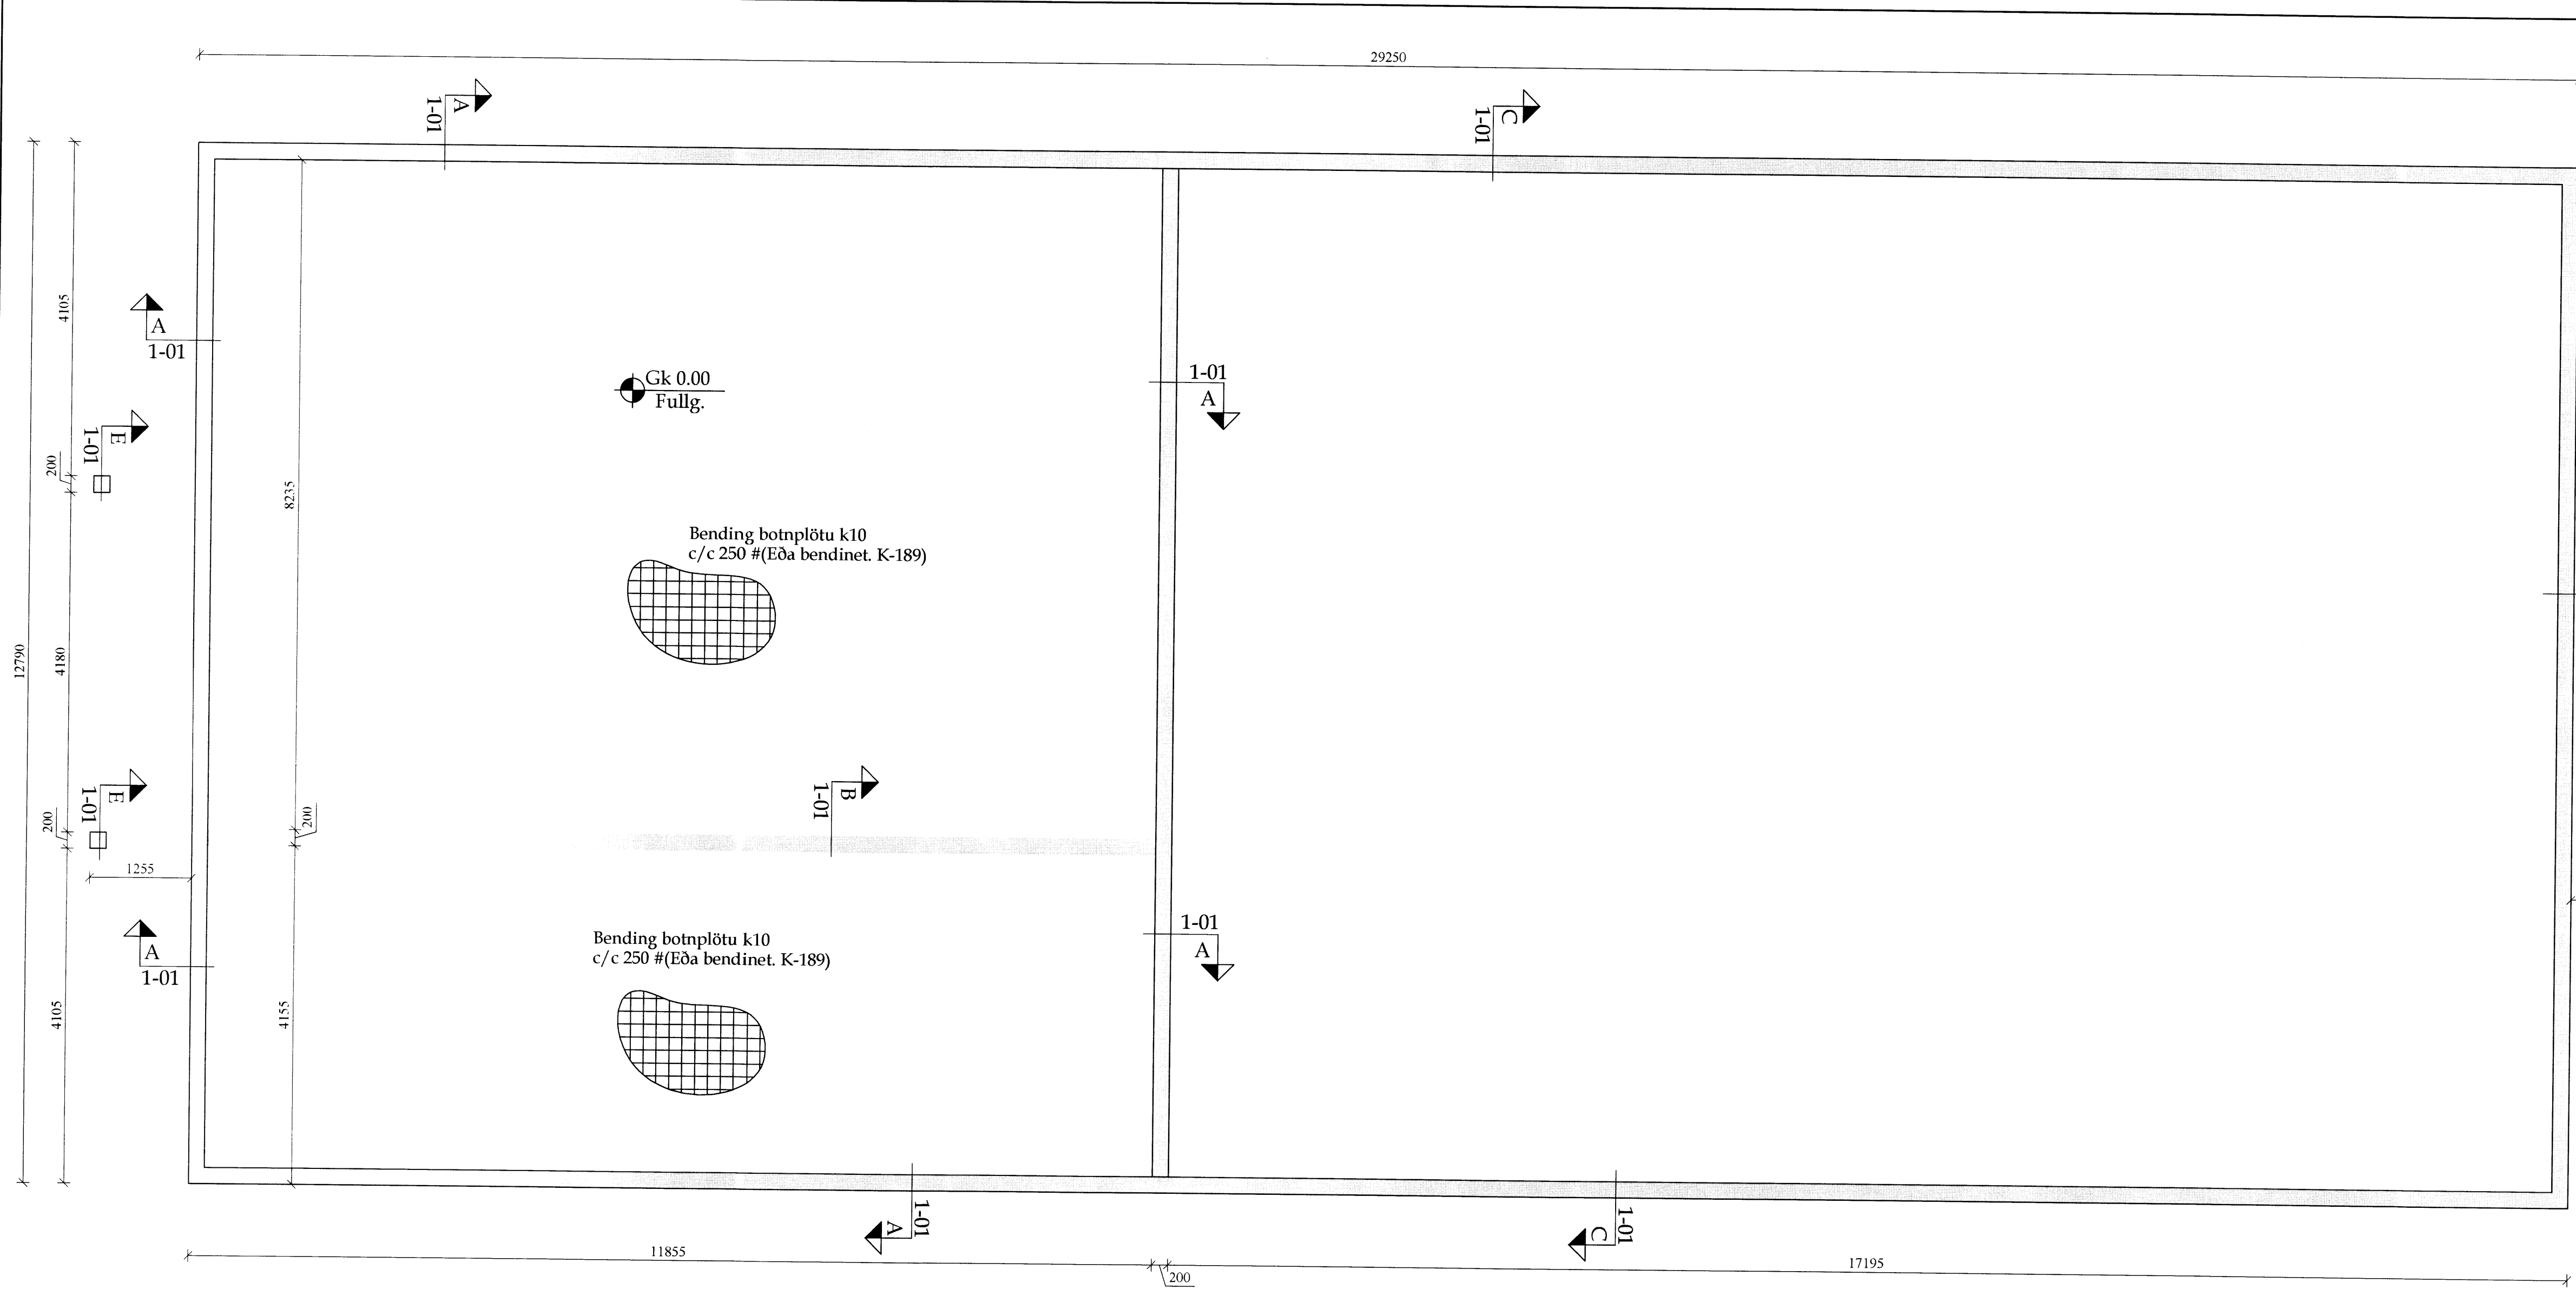 29250
A
1-01
C
1-01
4105
A
1-01
Gk 0.00
Fullg.
1-01
A
E
1-01
200
8235
Bending botnplötu k10
c/c 250 #(Eða bendinet. K-189)
12790
4180
E
1-01
200
B
1-01
200
1255
A
1-01
1-01
A
Bending botnplötu k10
c/c 250 #(Eða bendinet. K-189)
4105
4155
A
1-01
C
1-01
11855
200
17195